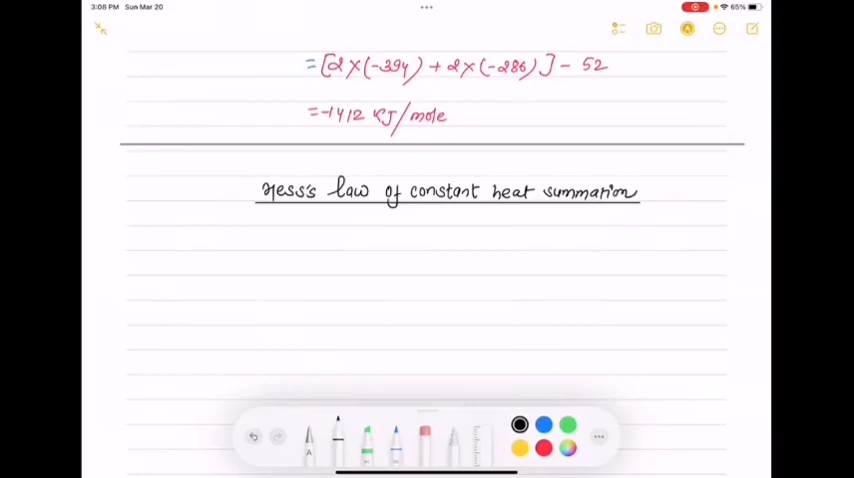 3:08 PM Sun Mar 20 65%
= [2 × (-394) + 2 × (-286)] - 52
= -1412 KJ/mole
Hess's law of constant heat summation
A